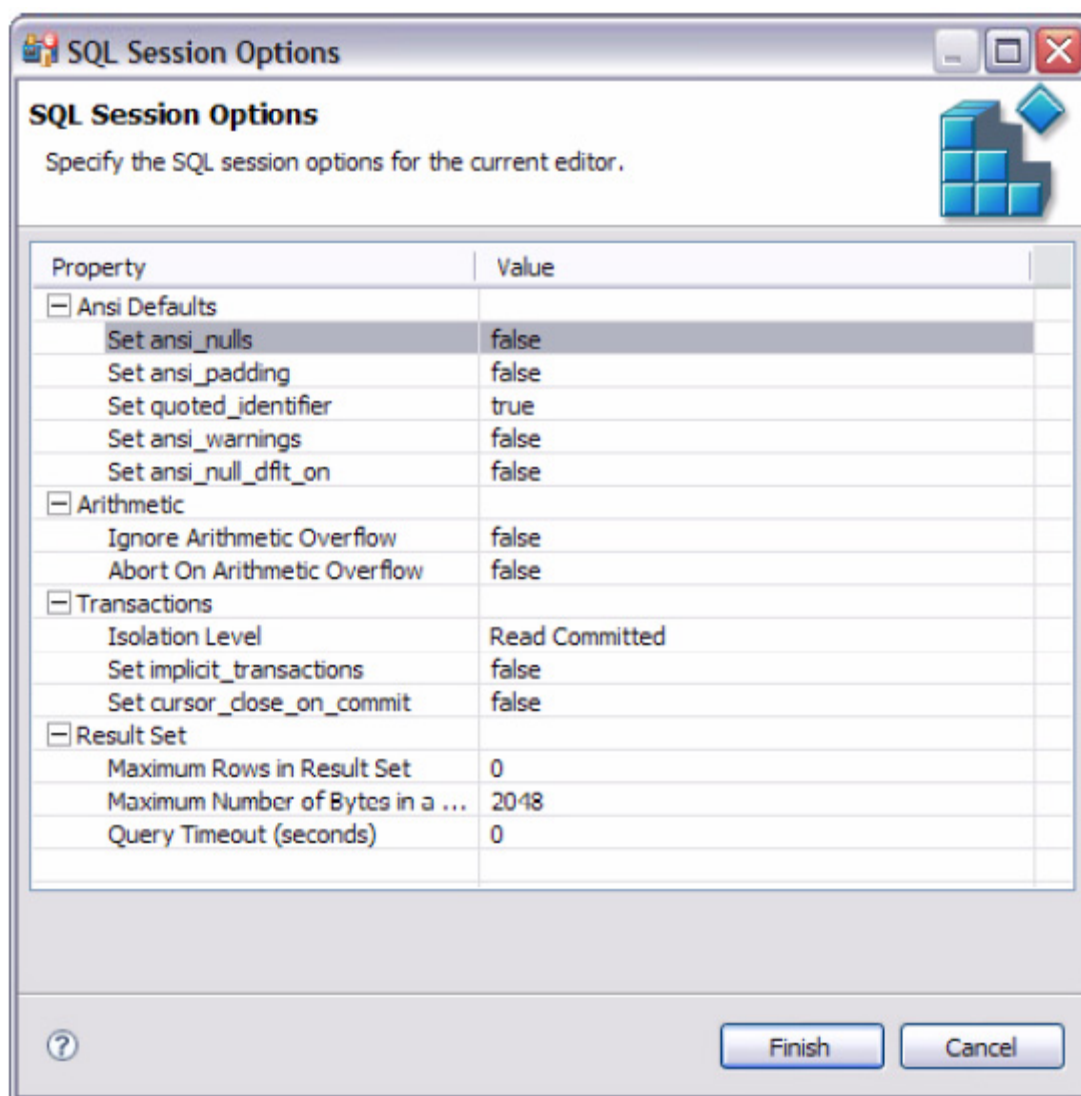 SQL Session Options
SQL Session Options
Specify the SQL session options for the current editor.
Property Value
Ansi Defaults
Set ansi_nulls false
Set ansi_padding false
Set quoted_identifier true
Set ansi_warnings false
Set ansi_null_dflt_on false
Arithmetic
Ignore Arithmetic Overflow false
Abort On Arithmetic Overflow false
Transactions
Isolation Level Read Committed
Set implicit_transactions false
Set cursor_close_on_commit false
Result Set
Maximum Rows in Result Set 0
Maximum Number of Bytes in a ... 2048
Query Timeout (seconds) 0
Finish Cancel